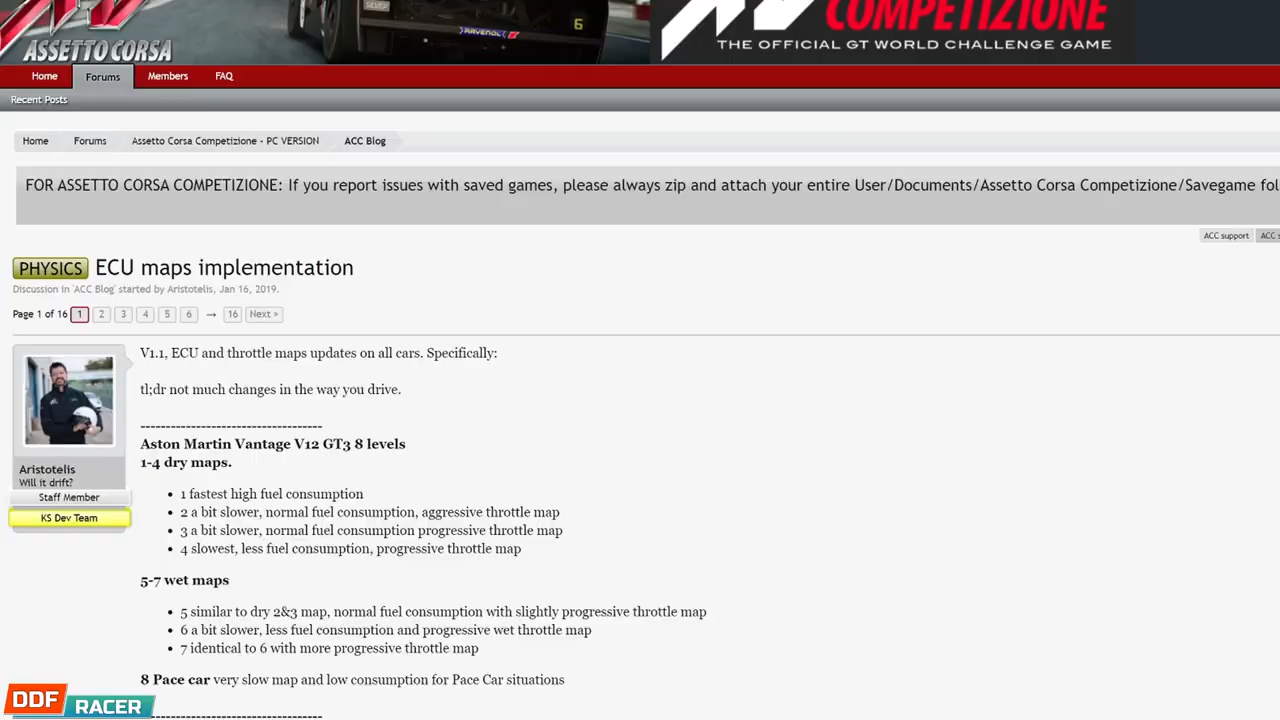 ASSETTO CORSA
RAVENOL
6
COMPETIZIONE
THE OFFICIAL GT WORLD CHALLENGE GAME
Home
Forums
Members
FAQ
Recent Posts
Home
Forums
Assetto Corsa Competizione - PC VERSION
ACC Blog
FOR ASSETTO CORSA COMPETIZIONE: If you report issues with saved games, please always zip and attach your entire User/Documents/Assetto Corsa Competizione/Savegame fol
ACC support
ACC s
PHYSICS ECU maps implementation
Discussion in 'ACC Blog' started by Aristotelis, Jan 16, 2019.
Page 1 of 16 1 2 3 4 5 6 → 16 Next >
V1.1, ECU and throttle maps updates on all cars. Specifically:
tl;dr not much changes in the way you drive.
------------------------------------
Aston Martin Vantage V12 GT3 8 levels
1-4 dry maps.
• 1 fastest high fuel consumption
• 2 a bit slower, normal fuel consumption, aggressive throttle map
• 3 a bit slower, normal fuel consumption progressive throttle map
• 4 slowest, less fuel consumption, progressive throttle map
5-7 wet maps
• 5 similar to dry 2&3 map, normal fuel consumption with slightly progressive throttle map
• 6 a bit slower, less fuel consumption and progressive wet throttle map
• 7 identical to 6 with more progressive throttle map
8 Pace car very slow map and low consumption for Pace Car situations
------------------------------------
Aristotelis
Will it drift?
Staff Member
KS Dev Team
DDF
RACER